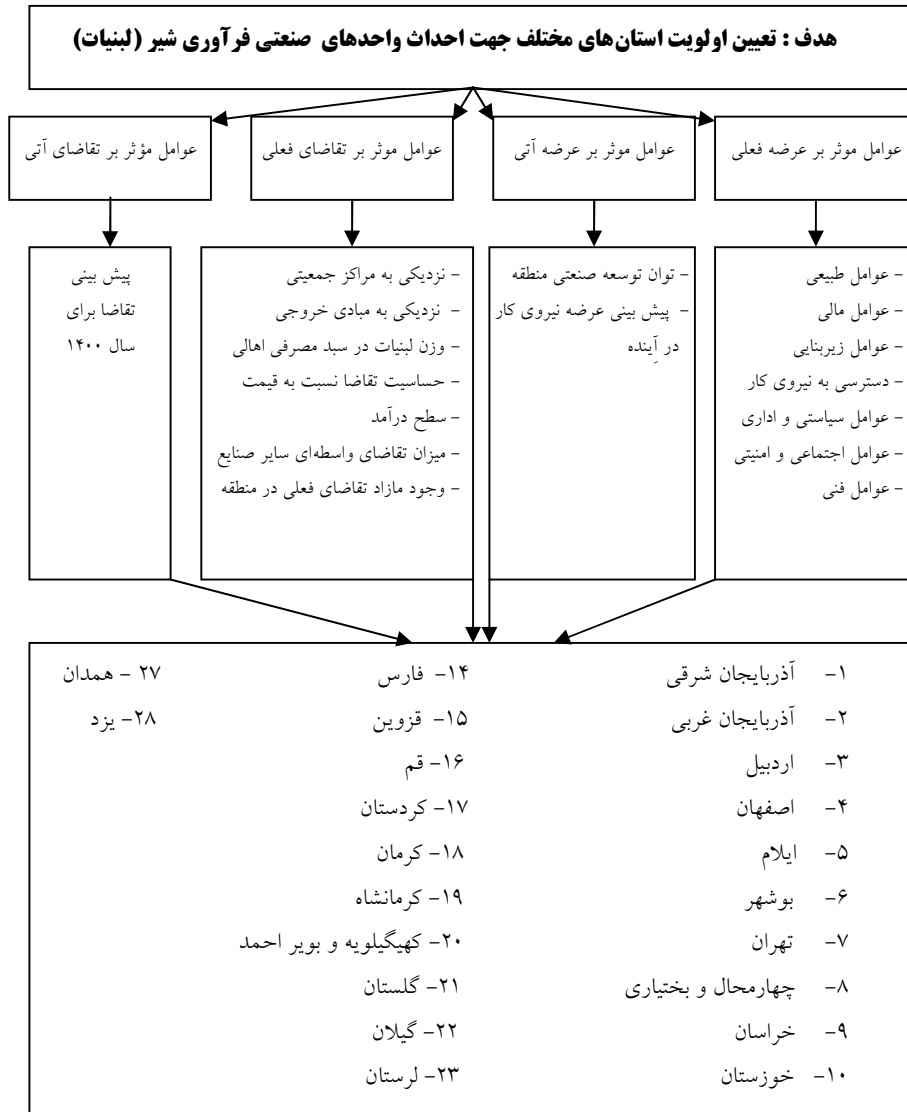 هدف : تعیین اولویت استان‌های مختلف جهت احداث واحدهای صنعتی فرآوری شیر (لبنیات)
عوامل موثر بر عرضه فعلی
عوامل موثر بر عرضه آتی
عوامل موثر بر تقاضای فعلی
عوامل مؤثر بر تقاضای آتی
- عوامل طبیعی
- عوامل مالی
- عوامل زیربنایی
- دسترسی به نیروی کار
- عوامل سیاستی و اداری
- عوامل اجتماعی و امنیتی
- عوامل فنی
- توان توسعه صنعتی منطقه
- پیش بینی عرضه نیروی کار
در آینده
- نزدیکی به مراکز جمعیتی
- نزدیکی به مبادی خروجی
- وزن لبنیات در سبد مصرفی اهالی
- حساسیت تقاضا نسبت به قیمت
- سطح درآمد
- میزان تقاضای واسطه‌ای سایر صنایع
- وجود مازاد تقاضای فعلی در منطقه
پیش بینی
تقاضا برای
سال ۱۴۰۰
۱- آذربایجان شرقی
۲- آذربایجان غربی
۳- اردبیل
۴- اصفهان
۵- ایلام
۶- بوشهر
۷- تهران
۸- چهارمحال و بختیاری
۹- خراسان
۱۰- خوزستان
۱۴- فارس
۱۵- قزوین
۱۶- قم
۱۷- کردستان
۱۸- کرمان
۱۹- کرمانشاه
۲۰- کهیگیلویه و بویر احمد
۲۱- گلستان
۲۲- گیلان
۲۳- لرستان
۲۷ - همدان
۲۸- یزد